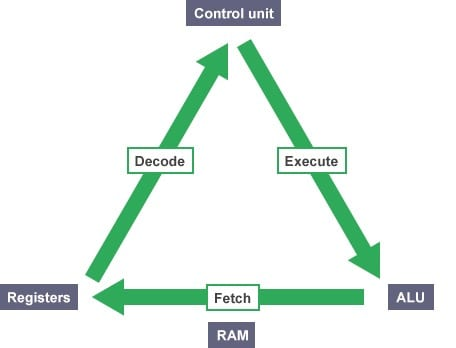 Control unit
Decode
Execute
Registers
Fetch
ALU
RAM